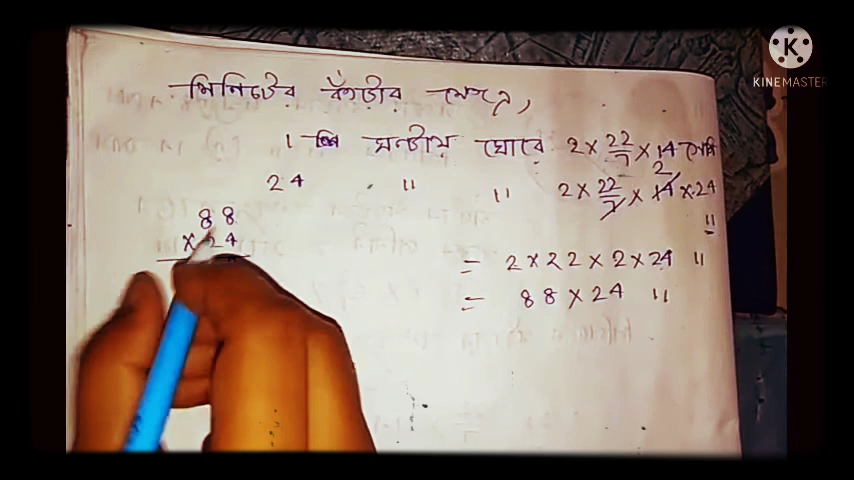 KINEMASTER
মিনিটের কাঁটার ক্ষেত্রে,
1 ঘন্টায় ঘোরে 2 × 22/7 × 14 সেমি
24 " " 2 × 22/7 × 14 2 × 24 "
88
× 24
= 2 × 22 × 2 × 24 "
= 88 × 24 "